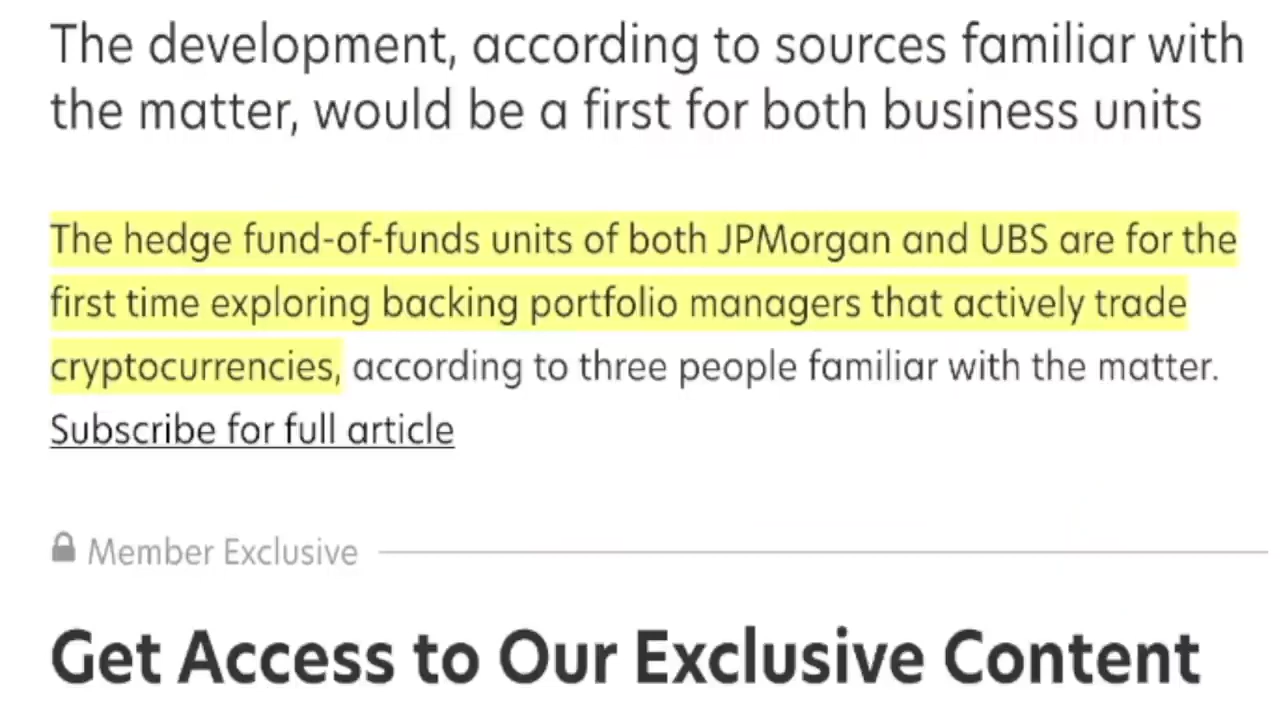 The development, according to sources familiar with
the matter, would be a first for both business units
The hedge fund-of-funds units of both JPMorgan and UBS are for the
first time exploring backing portfolio managers that actively trade
cryptocurrencies, according to three people familiar with the matter.
Subscribe for full article
Member Exclusive
Get Access to Our Exclusive Content